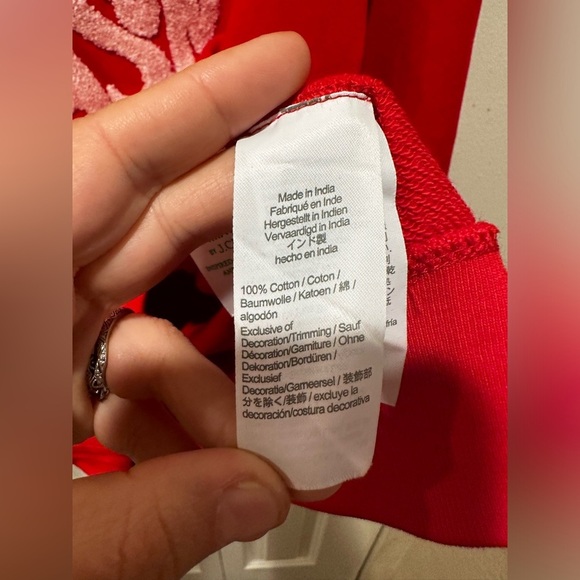 Made in India
Fabriqué en Inde
Hergestellt in Indien
Vervaardigd in India
インド製
hecho en india
100% Cotton / Coton /
Baumwolle / Katoen / 綿 /
algodón
Exclusive of
Decoration/Trimming / Sauf
Décoration/Garniture / Ohne
Dekoration/Bordüren /
Exclusief
Decoratie/Garneersel / 装飾部
分を除く/装飾 / excluye la
decoración/costura decorativa